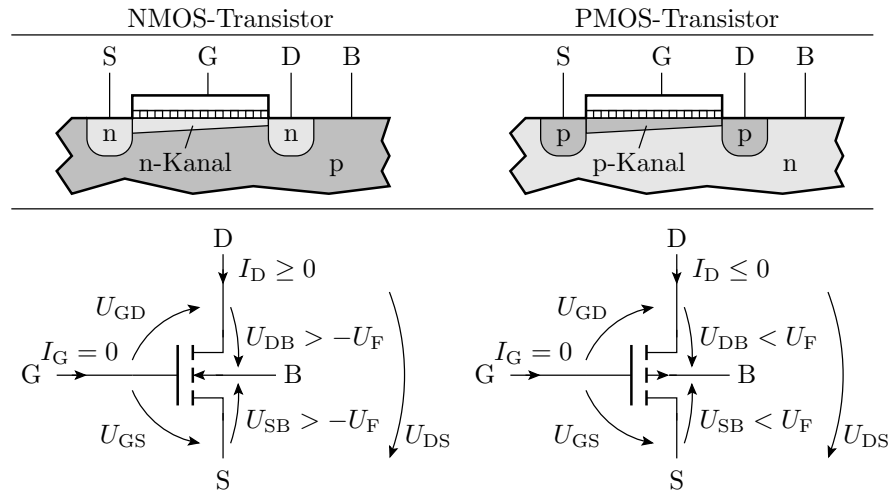 NMOS-Transistor PMOS-Transistor
S G D B S G D B
n n p p
n-Kanal p p-Kanal n
D D
I_D ≥ 0 I_D ≤ 0
U_GD U_GD
I_G = 0 U_DB > −U_F I_G = 0 U_DB < U_F
G B G B
U_GS U_SB > −U_F U_DS U_GS U_SB < U_F U_DS
S S